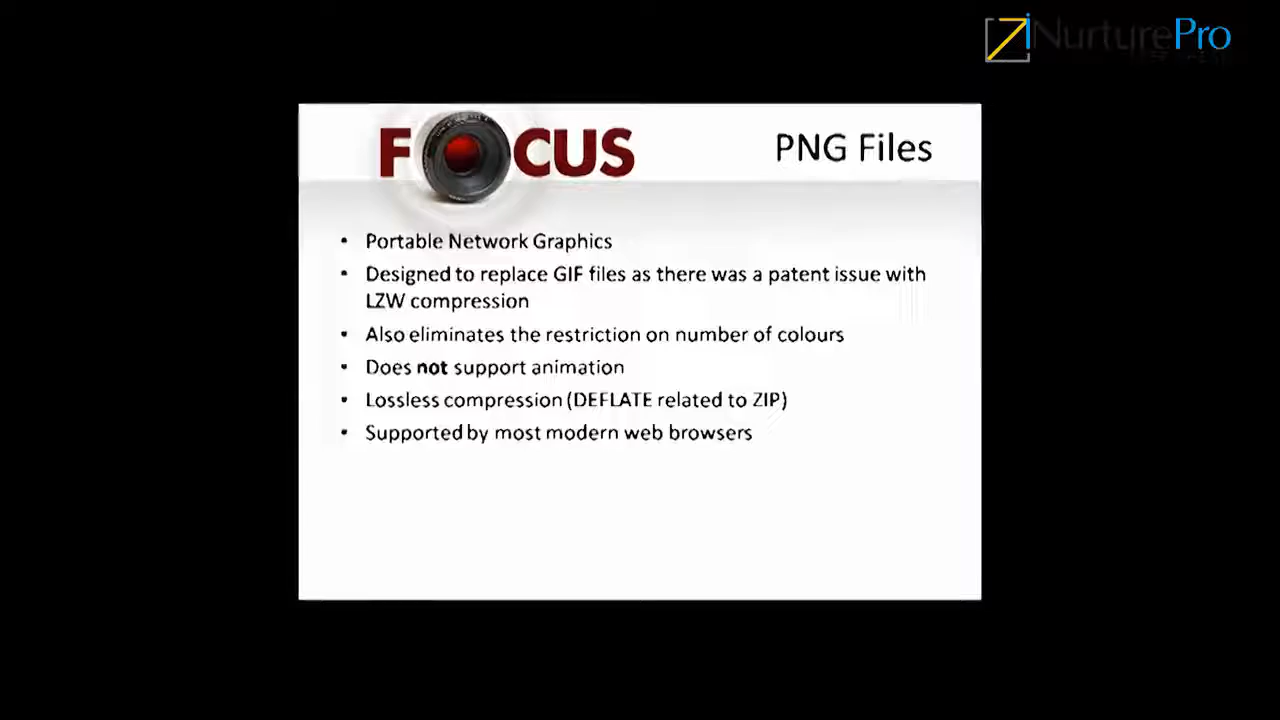 iNurturePro
FOCUS
PNG Files
• Portable Network Graphics
• Designed to replace GIF files as there was a patent issue with
LZW compression
• Also eliminates the restriction on number of colours
• Does not support animation
• Lossless compression (DEFLATE related to ZIP)
• Supported by most modern web browsers